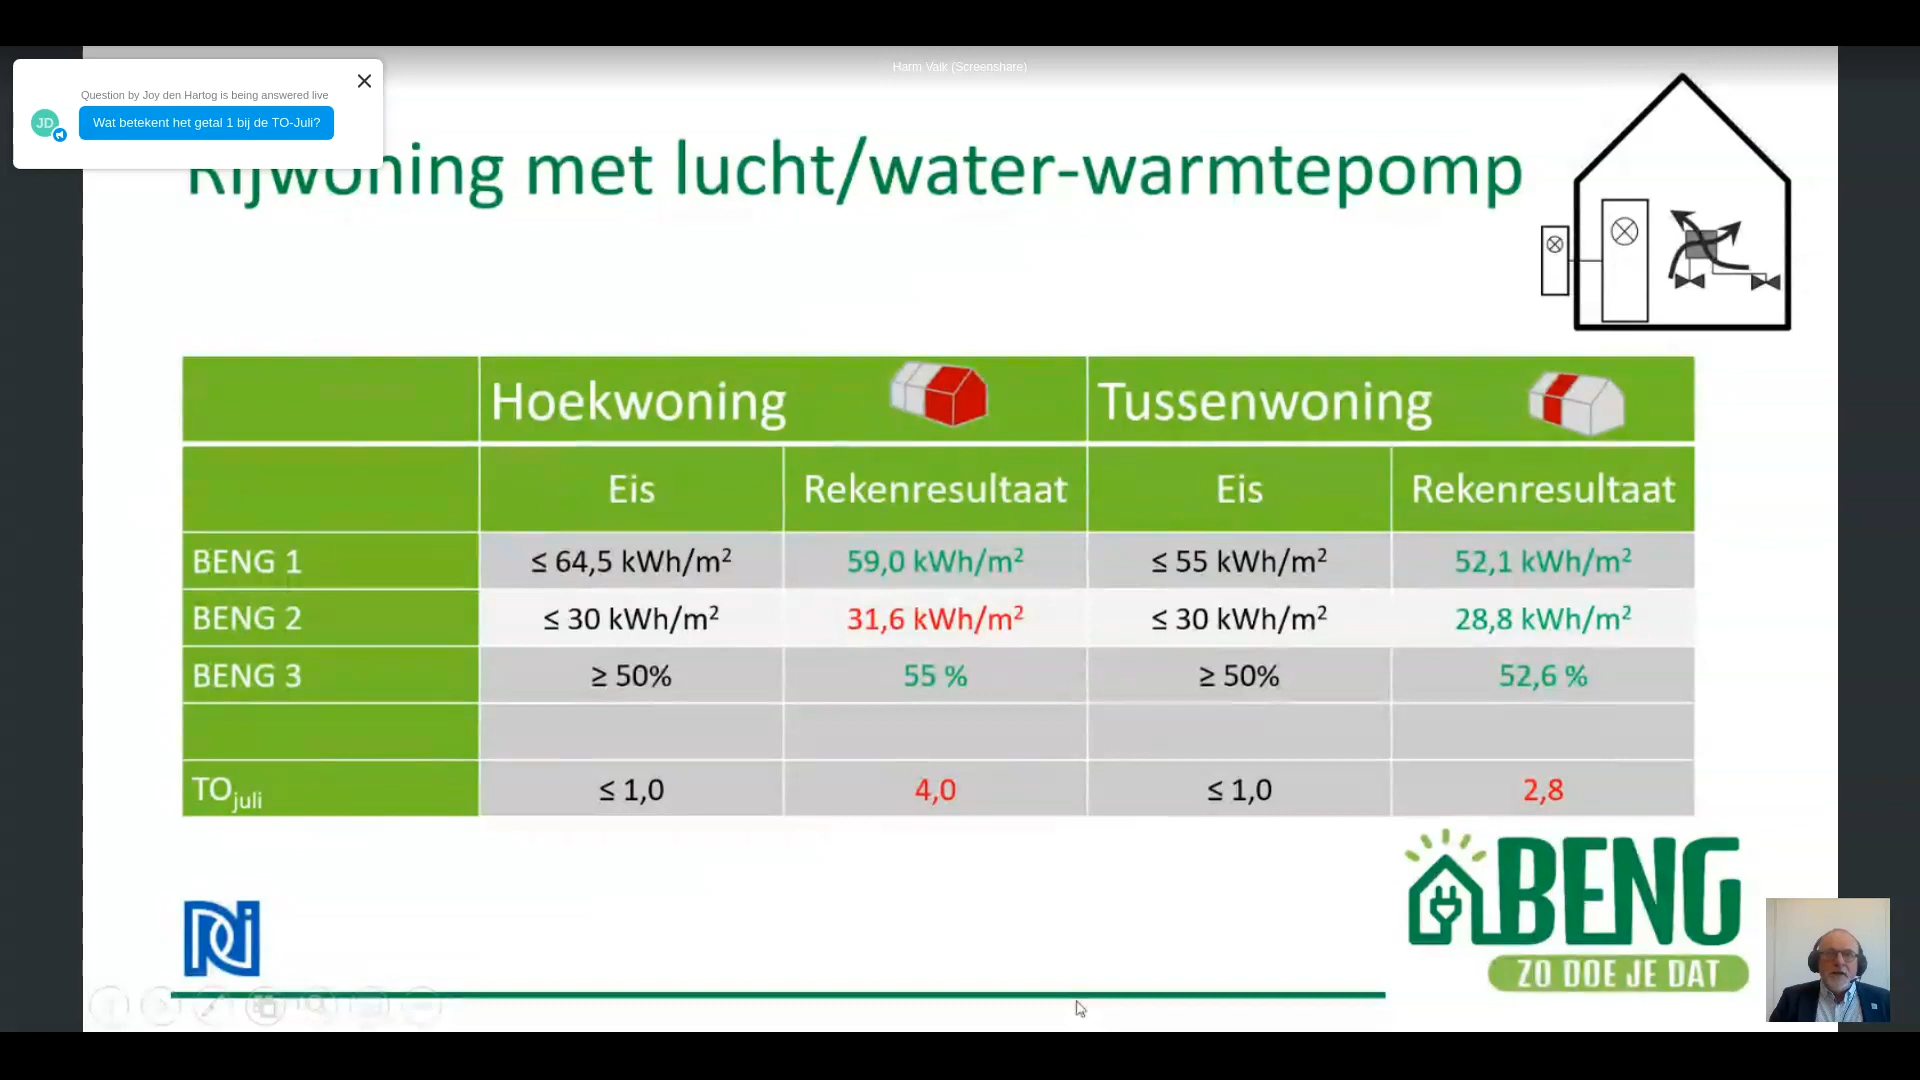 Harm Valk (Screenshare)
Question by Joy den Hartog is being answered live
JD
Wat betekent het getal 1 bij de TO-Juli?
Rijwoning met lucht/water-warmtepomp
Hoekwoning Tussenwoning
Eis Rekenresultaat Eis Rekenresultaat
BENG 1 ≤ 64,5 kWh/m² 59,0 kWh/m² ≤ 55 kWh/m² 52,1 kWh/m²
BENG 2 ≤ 30 kWh/m² 31,6 kWh/m² ≤ 30 kWh/m² 28,8 kWh/m²
BENG 3 ≥ 50% 55 % ≥ 50% 52,6 %
TOjuli ≤ 1,0 4,0 ≤ 1,0 2,8
BENG
ZO DOE JE DAT